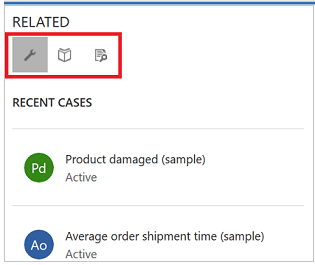 RELATED
RECENT CASES
Pd
Product damaged (sample)
Active
Ao
Average order shipment time (sample)
Active